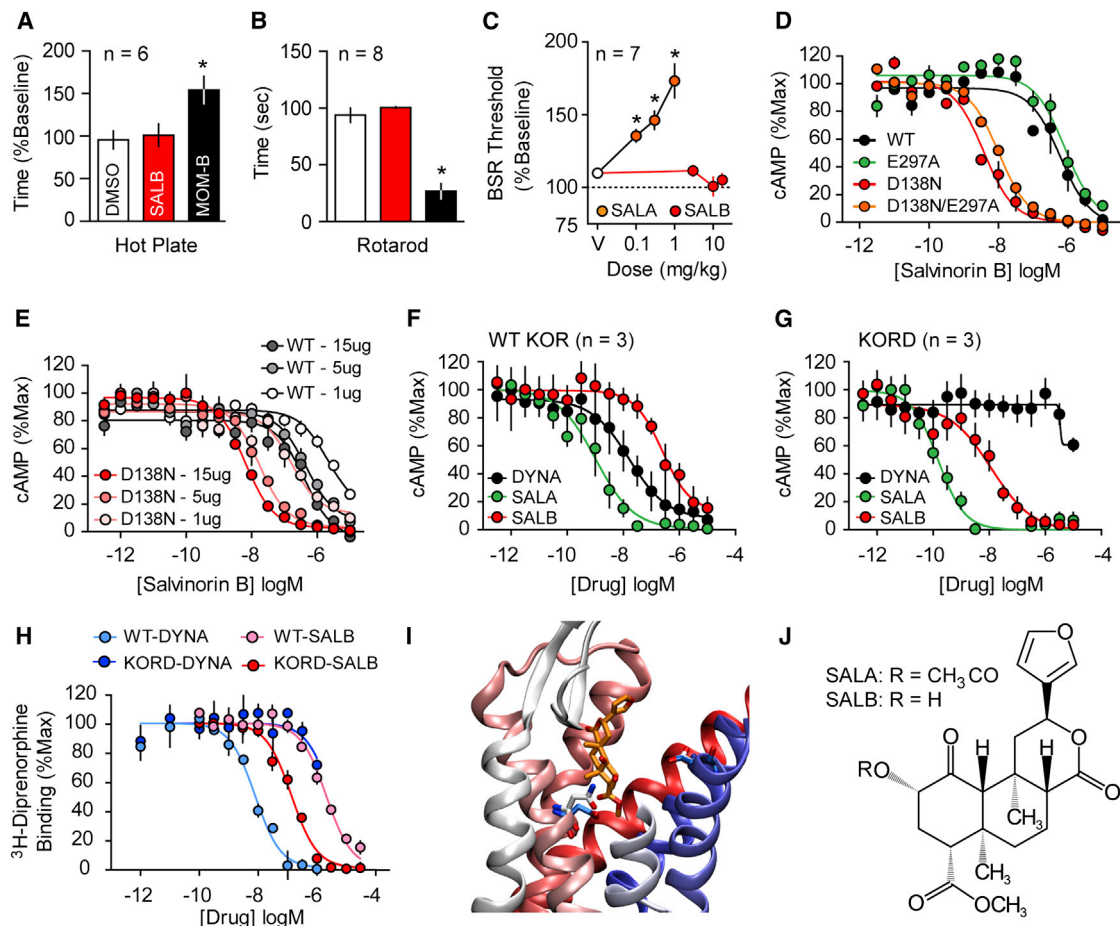 A
n = 6
200
150
100
50
0
Time (%Baseline)
DMSO
SALB
MOM-B
*
Hot Plate
B
n = 8
150
100
50
0
Time (sec)
*
Rotarod
C
n = 7
200
150
100
75
BSR Threshold
(%Baseline)
*
*
*
SALA
SALB
V
0.1
1
10
Dose (mg/kg)
D
120
100
80
60
40
20
0
cAMP (%Max)
WT
E297A
D138N
D138N/E297A
-12
-10
-8
-6
[Salvinorin B] logM
E
WT - 15ug
WT - 5ug
WT - 1ug
120
100
80
60
40
20
0
cAMP (%Max)
D138N - 15ug
D138N - 5ug
D138N - 1ug
-12
-10
-8
-6
[Salvinorin B] logM
F
WT KOR (n = 3)
120
100
80
60
40
20
0
cAMP (%Max)
DYNA
SALA
SALB
-12
-10
-8
-6
-4
[Drug] logM
G
KORD (n = 3)
120
100
80
60
40
20
0
cAMP (%Max)
DYNA
SALA
SALB
-12
-10
-8
-6
-4
[Drug] logM
H
WT-DYNA
WT-SALB
KORD-DYNA
KORD-SALB
120
100
80
60
40
20
0
³H-Diprenorphine
Binding (%Max)
-12
-10
-8
-6
-4
[Drug] logM
I
J
SALA: R = CH₃CO
SALB: R = H
O
O
H
H
O
RO
O
CH₃
CH₃
O
OCH₃